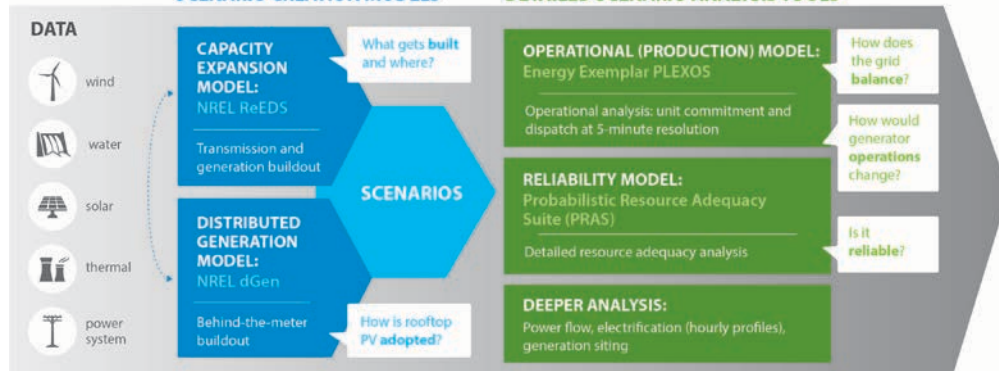 DATA
wind
water
solar
thermal
power
system
CAPACITY
EXPANSION
MODEL:
NREL ReEDS
Transmission and
generation buildout
What gets built
and where?
DISTRIBUTED
GENERATION
MODEL:
NREL dGen
Behind-the-meter
buildout
How is rooftop
PV adopted?
SCENARIOS
OPERATIONAL (PRODUCTION) MODEL:
Energy Exemplar PLEXOS
Operational analysis: unit commitment and
dispatch at 5-minute resolution
How does
the grid
balance?
How would
generator
operations
change?
RELIABILITY MODEL:
Probabilistic Resource Adequacy
Suite (PRAS)
Detailed resource adequacy analysis
Is it
reliable?
DEEPER ANALYSIS:
Power flow, electrification (hourly profiles),
generation siting